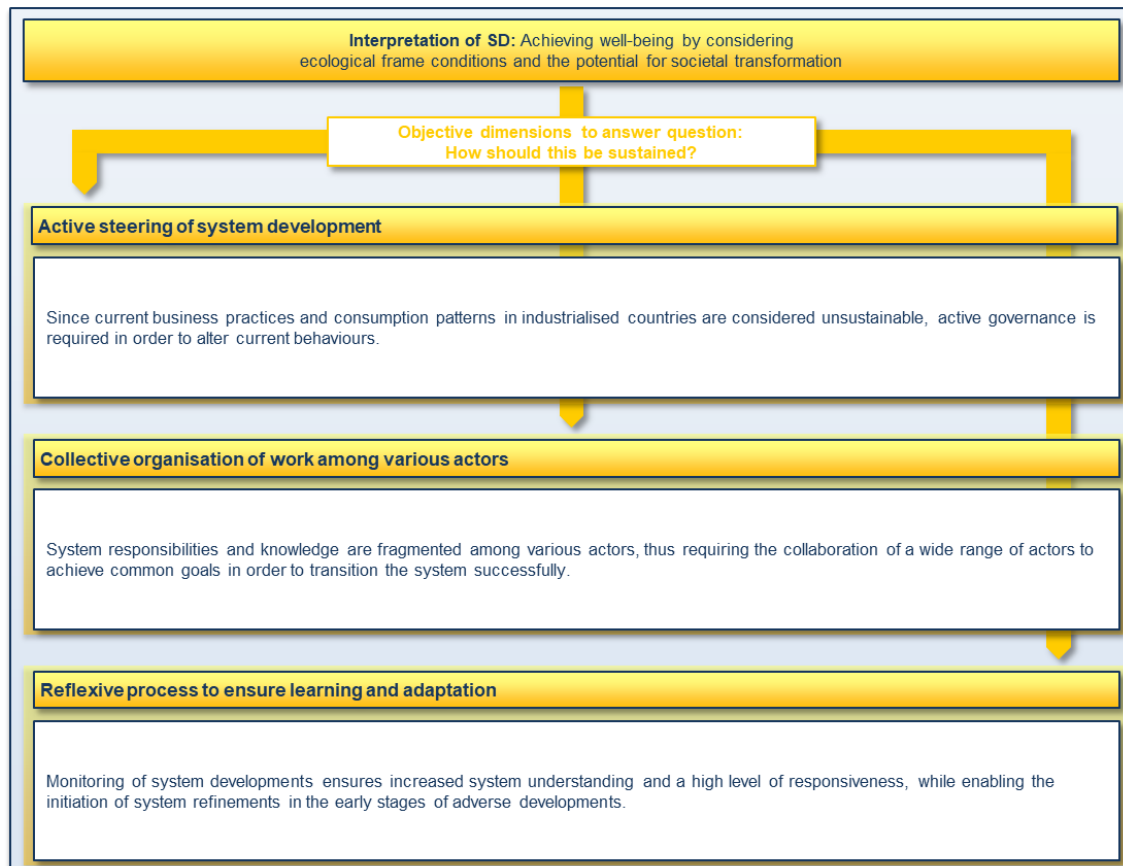 Interpretation of SD: Achieving well-being by considering
ecological frame conditions and the potential for societal transformation
Objective dimensions to answer question:
How should this be sustained?
Active steering of system development
Since current business practices and consumption patterns in industrialised countries are considered unsustainable, active governance is
required in order to alter current behaviours.
Collective organisation of work among various actors
System responsibilities and knowledge are fragmented among various actors, thus requiring the collaboration of a wide range of actors to
achieve common goals in order to transition the system successfully.
Reflexive process to ensure learning and adaptation
Monitoring of system developments ensures increased system understanding and a high level of responsiveness, while enabling the
initiation of system refinements in the early stages of adverse developments.